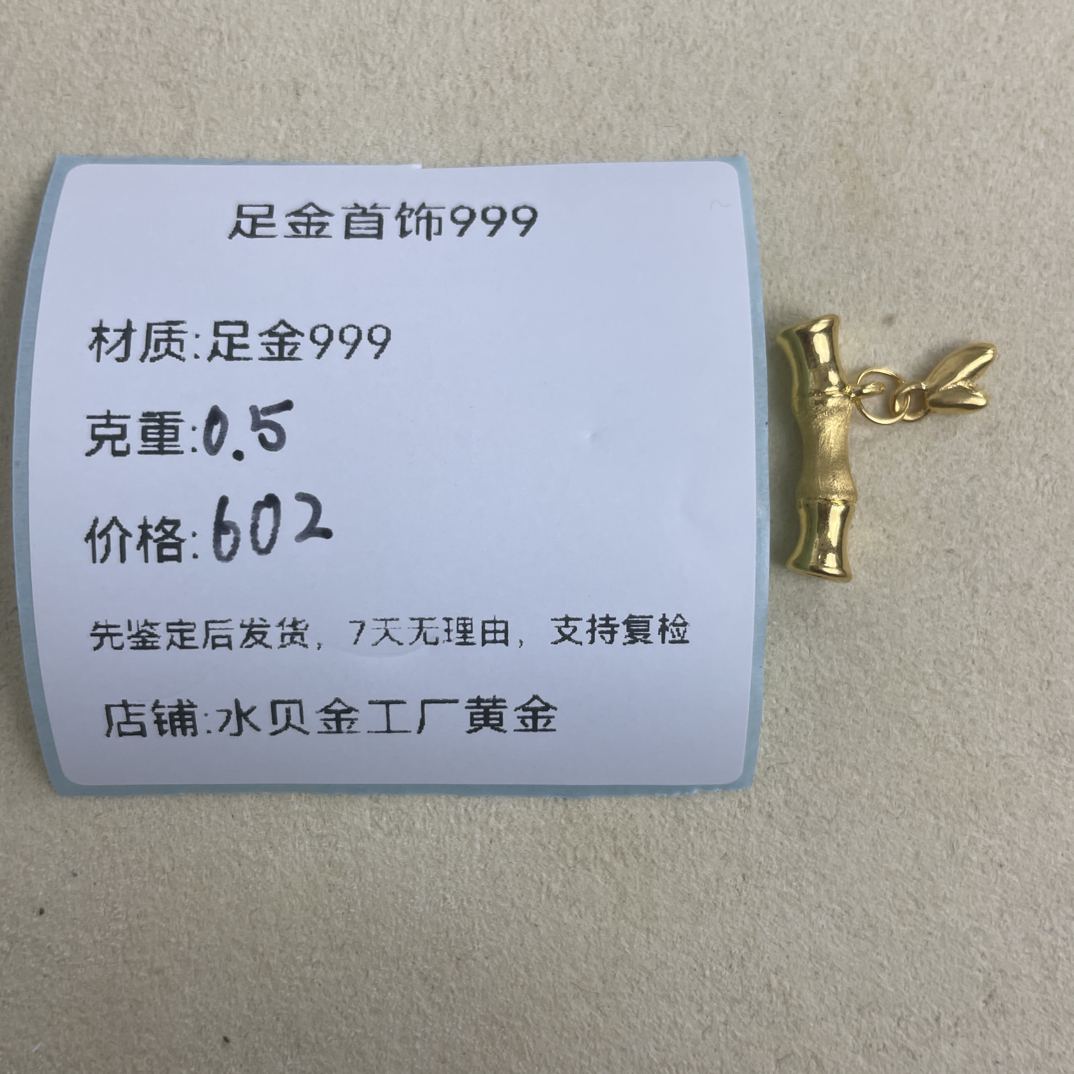 足金首饰999
材质:足金999
克重:0.5
价格:602
先鉴定后发货，7天无理由，支持复检
店铺:水贝金工厂黄金